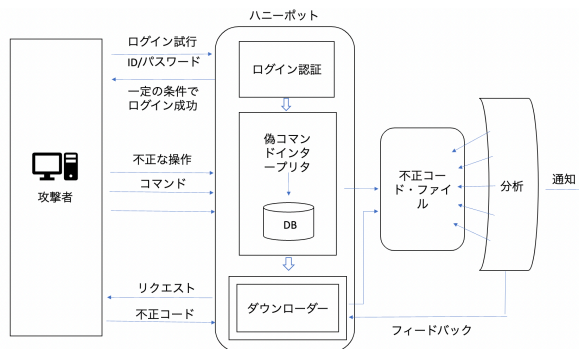 ハニーポット
ログイン試行
ID/パスワード
一定の条件で
ログイン成功
ログイン認証
偽コマン
ドインタ
ープリタ
DB
不正な操作
コマンド
攻撃者
不正コー
ド・ファイ
ル
分析
通知
リクエスト
不正コード
ダウンローダー
フィードバック